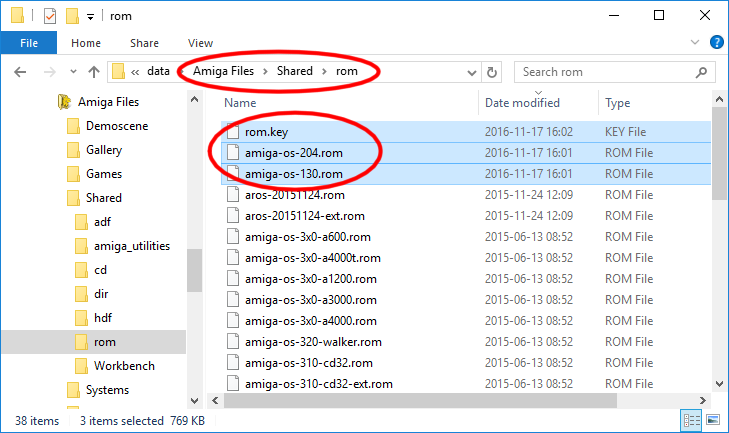 rom
File Home Share View
« data Amiga Files Shared rom Search rom
Amiga Files
Demoscene
Gallery
Games
Shared
adf
amiga_utilities
cd
dir
hdf
rom
Workbench
Systems
Name Date modified Type
rom.key 2016-11-17 16:02 KEY File
amiga-os-204.rom 2016-11-17 16:01 ROM File
amiga-os-130.rom 2016-11-17 16:01 ROM File
aros-20151124.rom 2015-11-24 12:09 ROM File
aros-20151124-ext.rom 2015-11-24 12:09 ROM File
amiga-os-3x0-a600.rom 2015-06-13 08:52 ROM File
amiga-os-3x0-a4000t.rom 2015-06-13 08:52 ROM File
amiga-os-3x0-a1200.rom 2015-06-13 08:52 ROM File
amiga-os-3x0-a3000.rom 2015-06-13 08:52 ROM File
amiga-os-3x0-a4000.rom 2015-06-13 08:52 ROM File
amiga-os-320-walker.rom 2015-06-13 08:52 ROM File
amiga-os-310-cd32.rom 2015-06-13 08:52 ROM File
amiga-os-310-cd32-ext.rom 2015-06-13 08:52 ROM File
38 items 3 items selected 769 KB